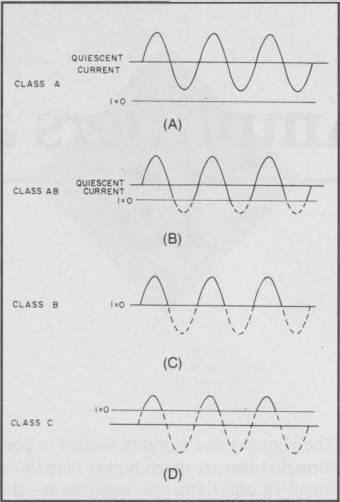 QUIESCENT
CURRENT
CLASS A
I=0
(A)
QUIESCENT
CLASS AB
CURRENT
I=0
(B)
CLASS B
I=0
(C)
I=0
CLASS C
(D)